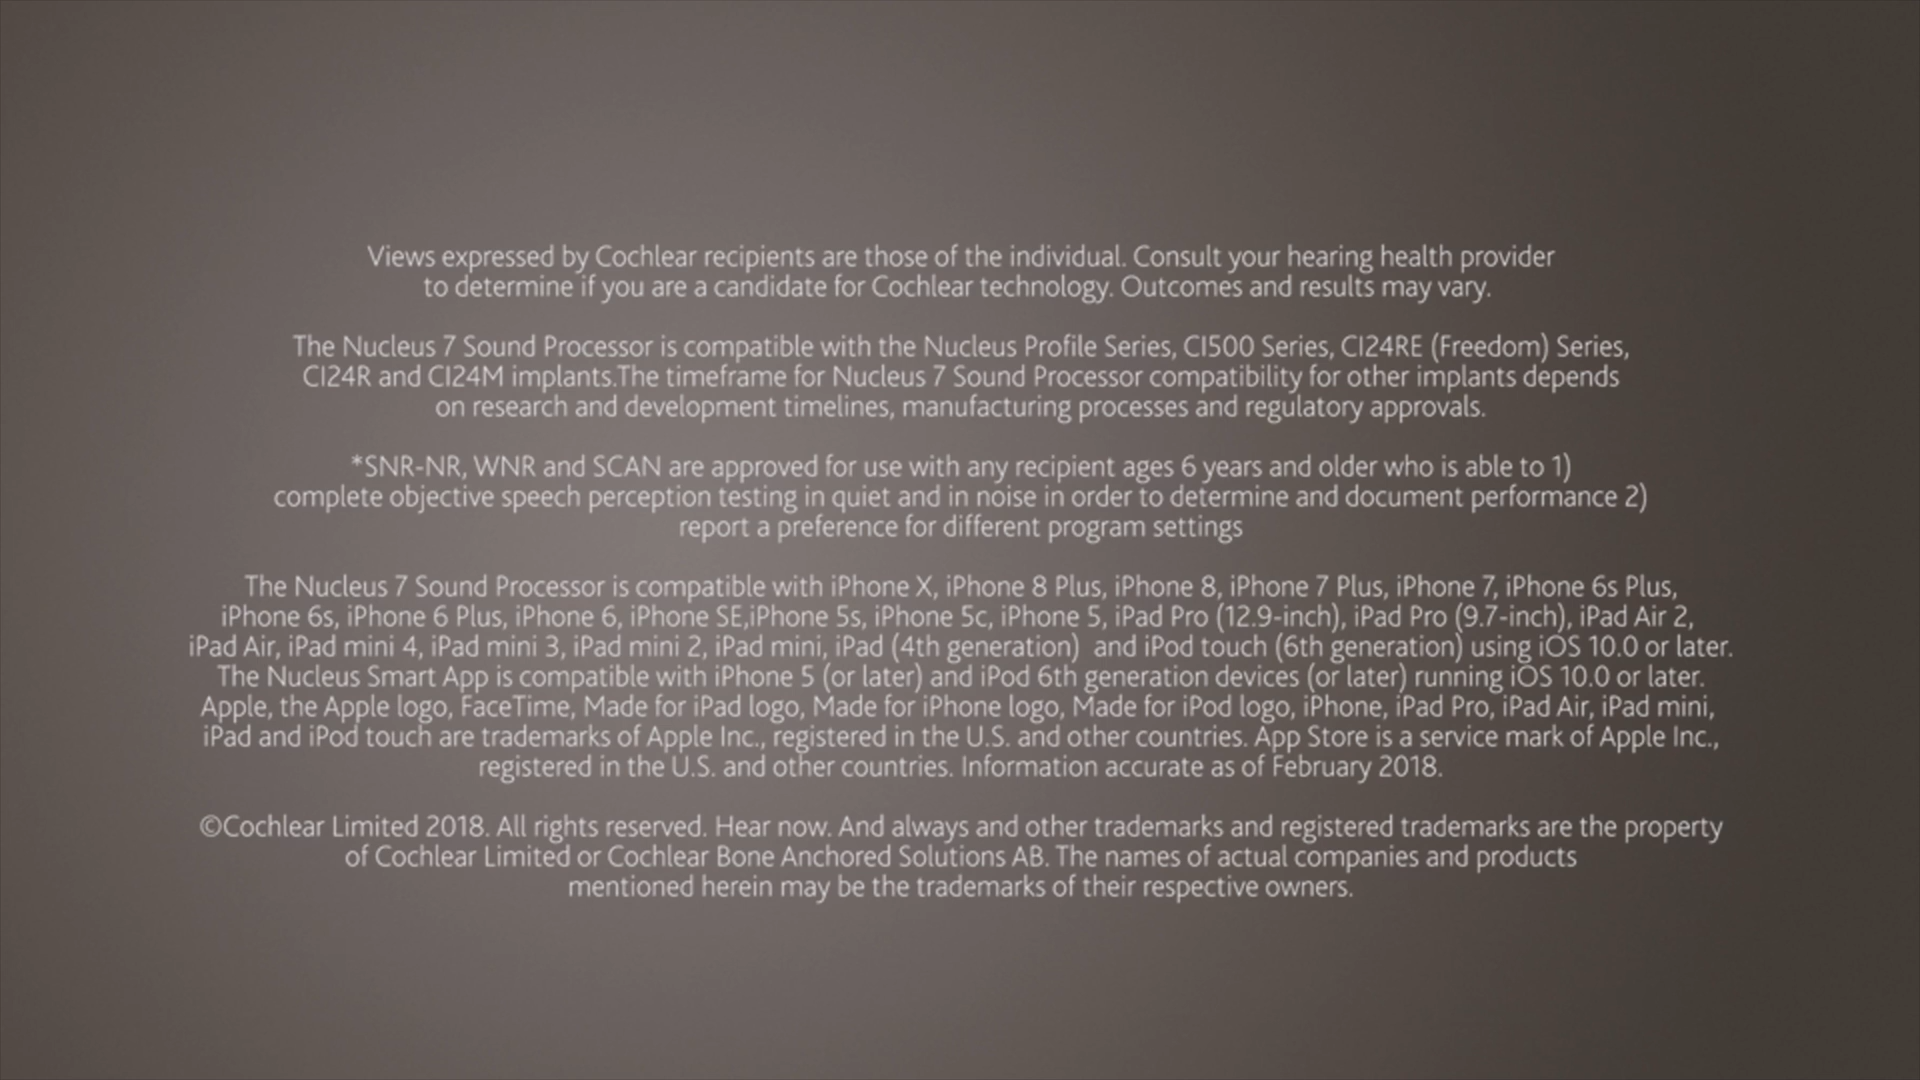 Views expressed by Cochlear recipients are those of the individual. Consult your hearing health provider
to determine if you are a candidate for Cochlear technology. Outcomes and results may vary.
The Nucleus 7 Sound Processor is compatible with the Nucleus Profile Series, CI500 Series, CI24RE (Freedom) Series,
CI24R and CI24M implants.The timeframe for Nucleus 7 Sound Processor compatibility for other implants depends
on research and development timelines, manufacturing processes and regulatory approvals.
*SNR-NR, WNR and SCAN are approved for use with any recipient ages 6 years and older who is able to 1)
complete objective speech perception testing in quiet and in noise in order to determine and document performance 2)
report a preference for different program settings
The Nucleus 7 Sound Processor is compatible with iPhone X, iPhone 8 Plus, iPhone 8, iPhone 7 Plus, iPhone 7, iPhone 6s Plus,
iPhone 6s, iPhone 6 Plus, iPhone 6, iPhone SE,iPhone 5s, iPhone 5c, iPhone 5, iPad Pro (12.9-inch), iPad Pro (9.7-inch), iPad Air 2,
iPad Air, iPad mini 4, iPad mini 3, iPad mini 2, iPad mini, iPad (4th generation)  and iPod touch (6th generation) using iOS 10.0 or later.
The Nucleus Smart App is compatible with iPhone 5 (or later) and iPod 6th generation devices (or later) running iOS 10.0 or later.
Apple, the Apple logo, FaceTime, Made for iPad logo, Made for iPhone logo, Made for iPod logo, iPhone, iPad Pro, iPad Air, iPad mini,
iPad and iPod touch are trademarks of Apple Inc., registered in the U.S. and other countries. App Store is a service mark of Apple Inc.,
registered in the U.S. and other countries. Information accurate as of February 2018.
©Cochlear Limited 2018. All rights reserved. Hear now. And always and other trademarks and registered trademarks are the property
of Cochlear Limited or Cochlear Bone Anchored Solutions AB. The names of actual companies and products
mentioned herein may be the trademarks of their respective owners.